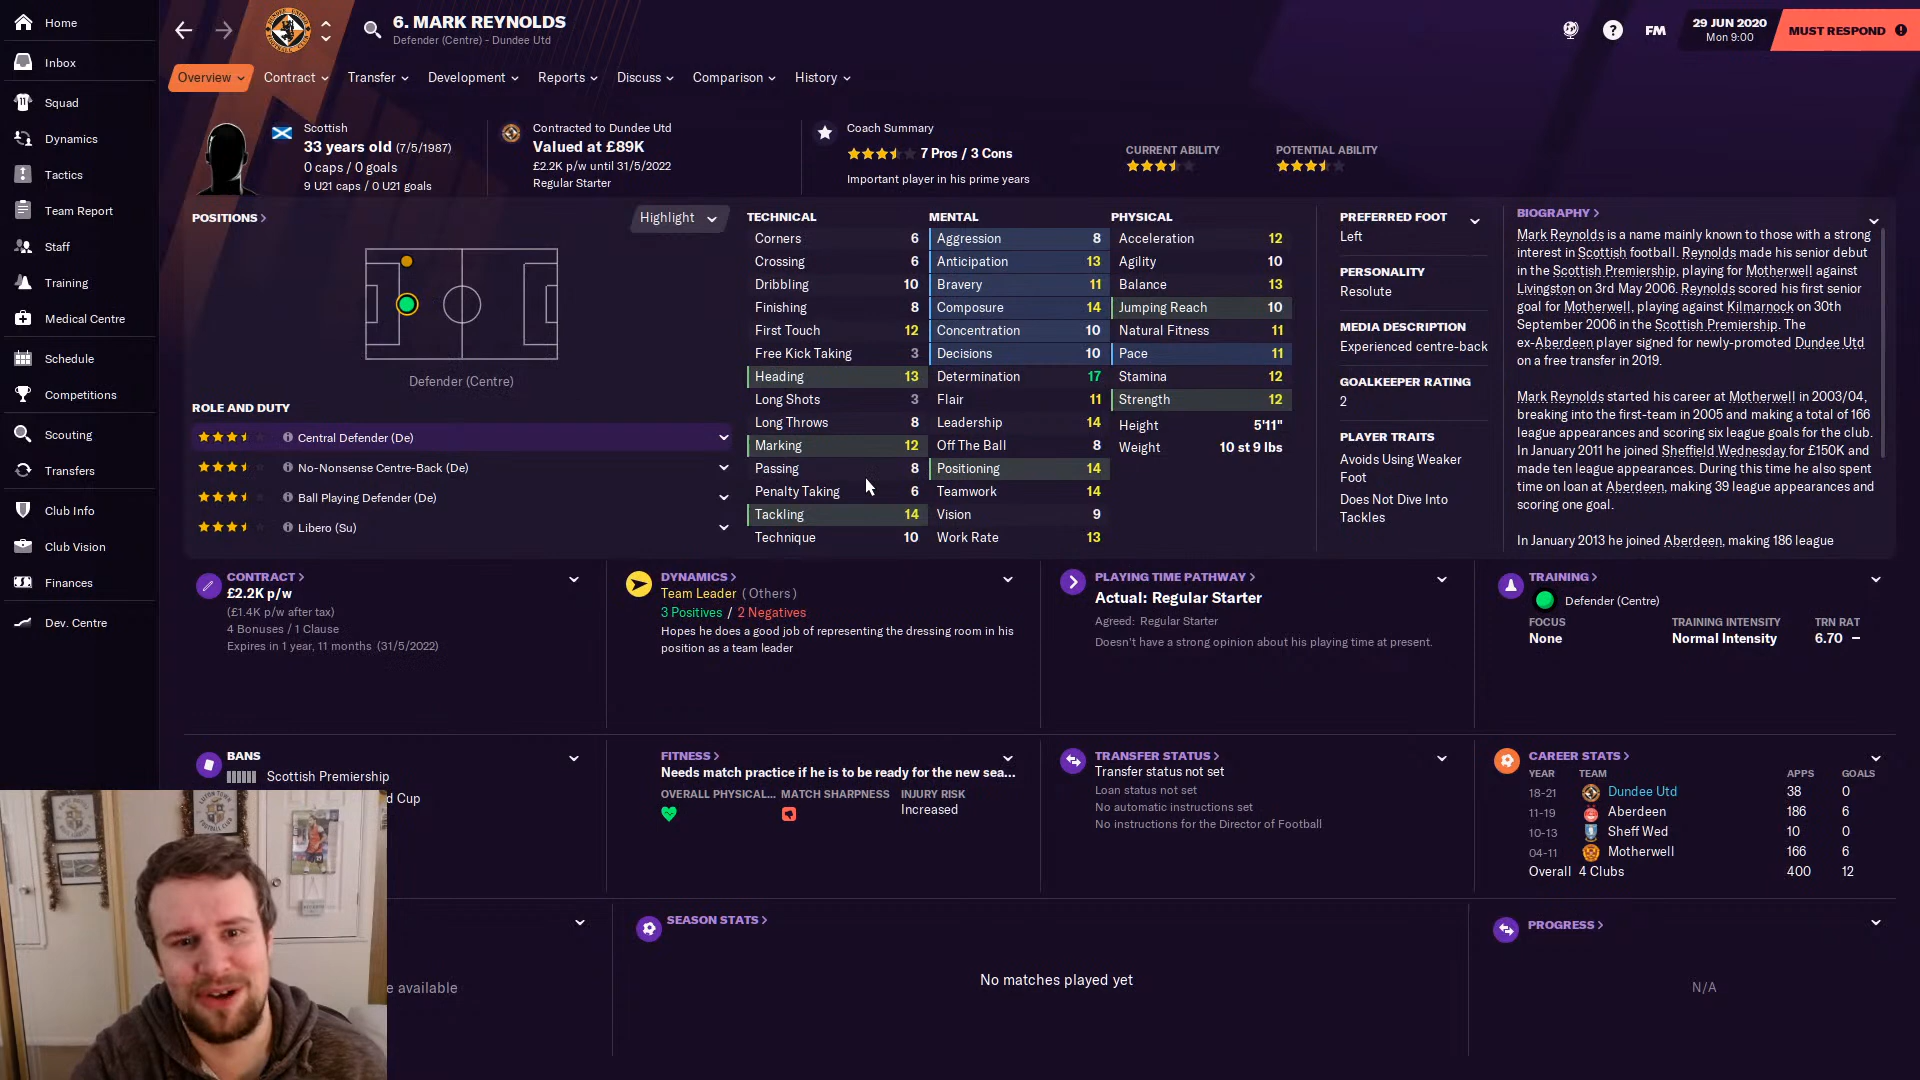 Home
Inbox
Squad
Dynamics
Tactics
Team Report
Staff
Training
Medical Centre
Schedule
Competitions
Scouting
Transfers
Club Info
Club Vision
Finances
Dev. Centre
6. MARK REYNOLDS
Defender (Centre) - Dundee Utd
FM
29 JUN 2020
Mon 9:00
MUST RESPOND
Overview
Contract
Transfer
Development
Reports
Discuss
Comparison
History
Scottish
33 years old (7/5/1987)
0 caps / 0 goals
9 U21 caps / 0 U21 goals
Contracted to Dundee Utd
Valued at £89K
£2.2K p/w until 31/5/2022
Regular Starter
Coach Summary
7 Pros / 3 Cons
Important player in his prime years
CURRENT ABILITY
POTENTIAL ABILITY
POSITIONS
Highlight
Defender (Centre)
ROLE AND DUTY
Central Defender (De)
No-Nonsense Centre-Back (De)
Ball Playing Defender (De)
Libero (Su)
TECHNICAL
Corners 6
Crossing 6
Dribbling 10
Finishing 8
First Touch 12
Free Kick Taking 3
Heading 13
Long Shots 3
Long Throws 8
Marking 12
Passing 8
Penalty Taking 6
Tackling 14
Technique 10
MENTAL
Aggression 8
Anticipation 13
Bravery 11
Composure 14
Concentration 10
Decisions 10
Determination 17
Flair 11
Leadership 14
Off The Ball 8
Positioning 14
Teamwork 14
Vision 9
Work Rate 13
PHYSICAL
Acceleration 12
Agility 10
Balance 13
Jumping Reach 10
Natural Fitness 11
Pace 11
Stamina 12
Strength 12
Height 5'11"
Weight 10 st 9 lbs
PREFERRED FOOT
Left
PERSONALITY
Resolute
MEDIA DESCRIPTION
Experienced centre-back
GOALKEEPER RATING
2
PLAYER TRAITS
Avoids Using Weaker
Foot
Does Not Dive Into
Tackles
BIOGRAPHY
Mark Reynolds is a name mainly known to those with a strong
interest in Scottish football. Reynolds made his senior debut
in the Scottish Premiership, playing for Motherwell against
Livingston on 3rd May 2006. Reynolds scored his first senior
goal for Motherwell, playing against Kilmarnock on 30th
September 2006 in the Scottish Premiership. The
ex-Aberdeen player signed for newly-promoted Dundee Utd
on a free transfer in 2019.
Mark Reynolds started his career at Motherwell in 2003/04,
breaking into the first-team in 2005 and making a total of 166
league appearances and scoring six league goals for the club.
In January 2011 he joined Sheffield Wednesday for £150K and
made ten league appearances. During this time he also spent
time on loan at Aberdeen, making 39 league appearances and
scoring one goal.
In January 2013 he joined Aberdeen, making 186 league
CONTRACT
£2.2K p/w
(£1.4K p/w after tax)
4 Bonuses / 1 Clause
Expires in 1 year, 11 months (31/5/2022)
DYNAMICS
Team Leader (Others)
3 Positives / 2 Negatives
Hopes he does a good job of representing the dressing room in his
position as a team leader
PLAYING TIME PATHWAY
Actual: Regular Starter
Agreed: Regular Starter
Doesn't have a strong opinion about his playing time at present.
TRAINING
Defender (Centre)
FOCUS
None
TRAINING INTENSITY
Normal Intensity
TRN RAT
6.70 –
BANS
Scottish Premiership
d Cup
FITNESS
Needs match practice if he is to be ready for the new sea...
OVERALL PHYSICAL... MATCH SHARPNESS INJURY RISK
Increased
TRANSFER STATUS
Transfer status not set
Loan status not set
No automatic instructions set
No instructions for the Director of Football
CAREER STATS
YEAR TEAM APPS GOALS
18-21 Dundee Utd 38 0
11-19 Aberdeen 186 6
10-13 Sheff Wed 10 0
04-11 Motherwell 166 6
Overall 4 Clubs 400 12
e available
SEASON STATS
No matches played yet
PROGRESS
N/A